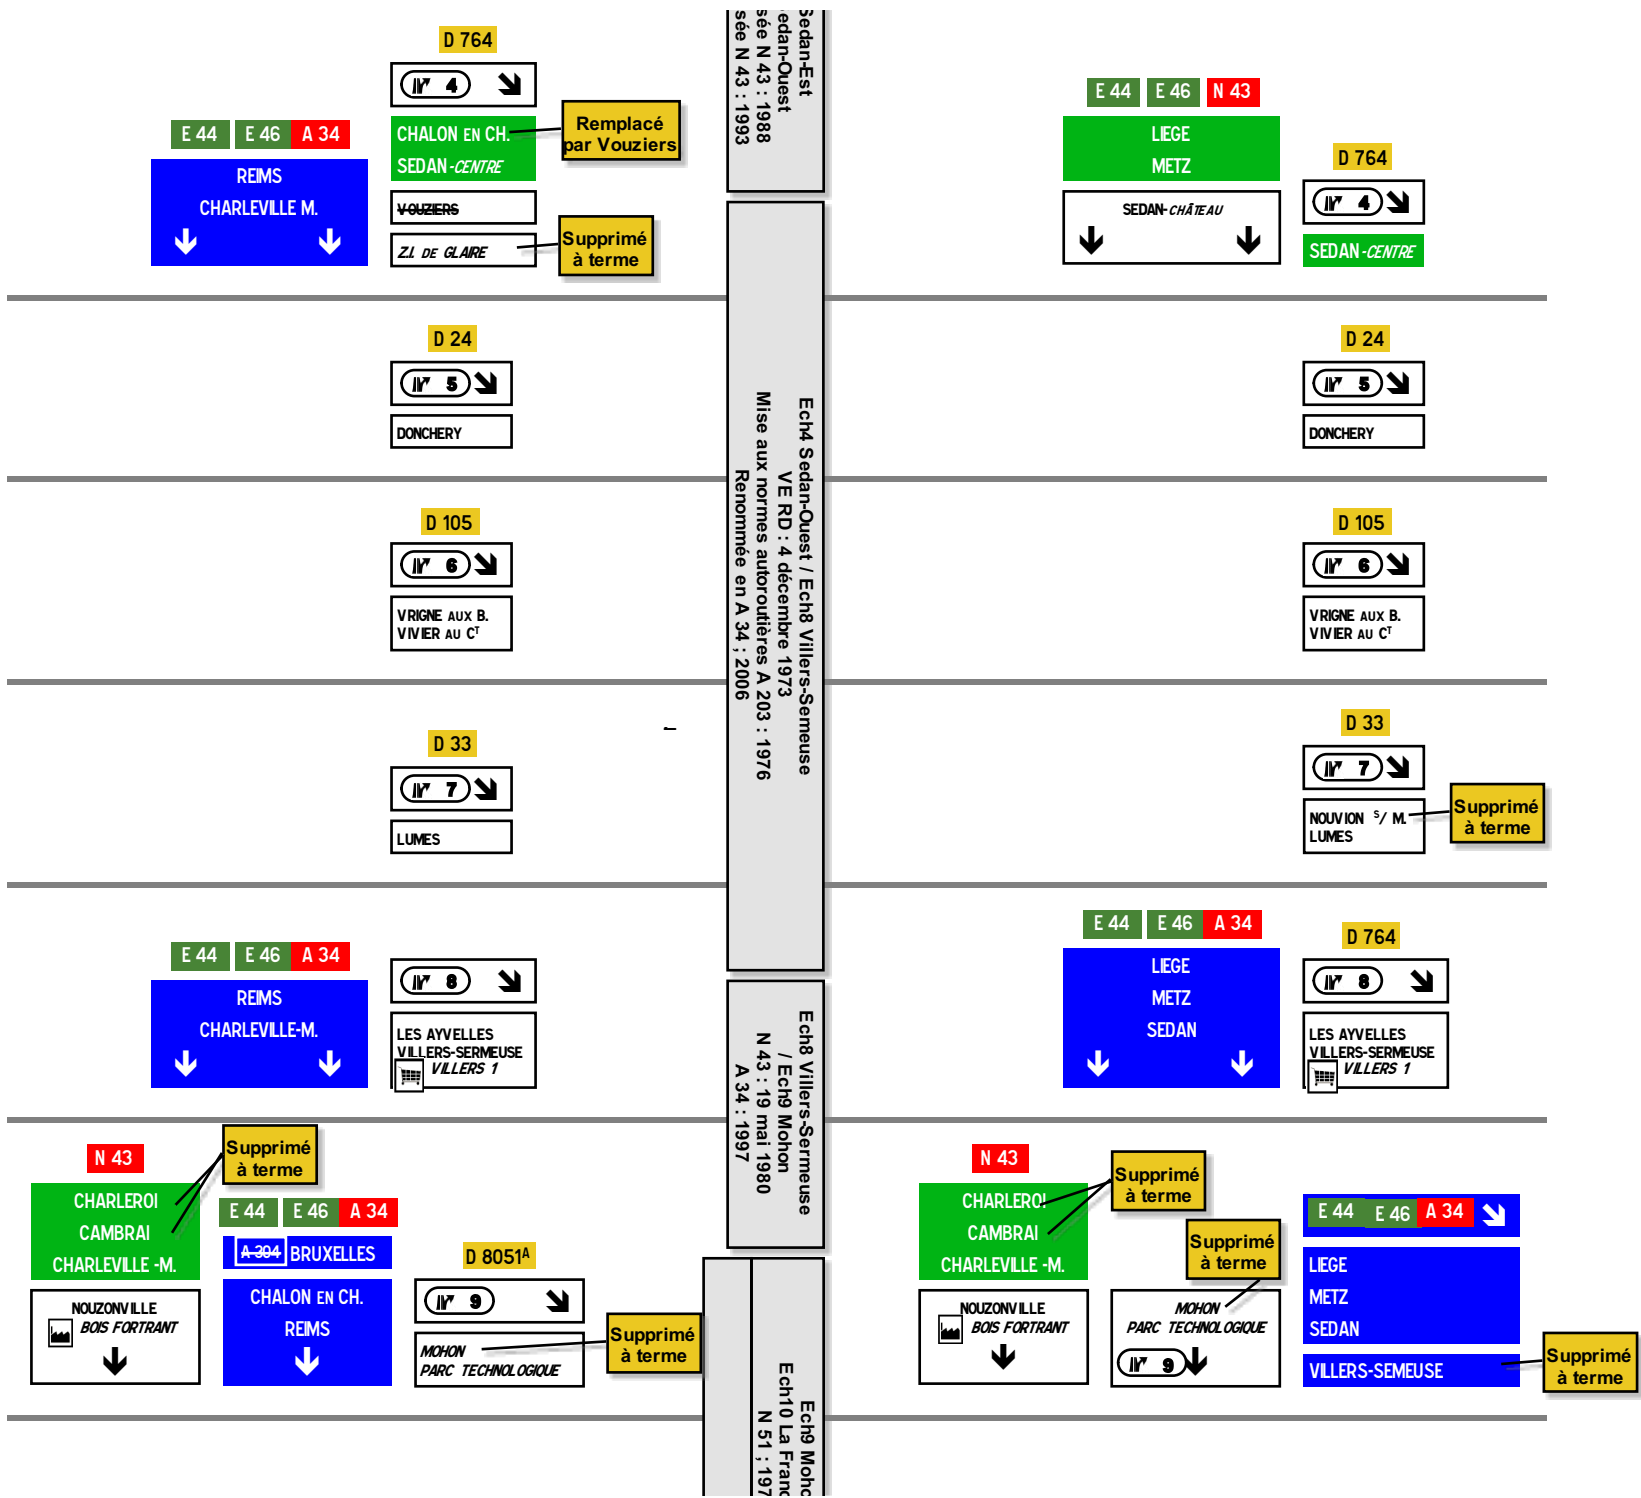 D 764
4
CHALON EN CH.
SEDAN-CENTRE
VOUZIERS
Z.I. DE GLAIRE
Remplacé
par Vouziers
Supprimé
à terme
E 44 E 46 A 34
REIMS
CHARLEVILLE M.
Sedan-Est
edan-Ouest
sée N 43 : 1988
sée N 43 : 1993
E 44 E 46 N 43
LIEGE
METZ
SEDAN-CHÂTEAU
D 764
4
SEDAN-CENTRE
D 24
5
DONCHERY
D 24
5
DONCHERY
Ech4 Sedan-Ouest / Ech8 Villers-Semeuse
VE RD : 4 décembre 1973
Mise aux normes autoroutières A 203 : 1976
Renommée en A 34 ; 2006
D 105
6
VRIGNE AUX B.
VIVIER AU CT
D 105
6
VRIGNE AUX B.
VIVIER AU CT
D 33
7
LUMES
D 33
7
NOUVION S/ M.
LUMES
Supprimé
à terme
E 44 E 46 A 34
REIMS
CHARLEVILLE-M.
8
LES AYVELLES
VILLERS-SERMEUSE
VILLERS 1
Ech8 Villers-Sermeuse
/ Ech9 Mohon
N 43 : 19 mai 1980
A 34 : 1997
E 44 E 46 A 34
LIEGE
METZ
SEDAN
D 764
8
LES AYVELLES
VILLERS-SERMEUSE
VILLERS 1
N 43
CHARLEROI
CAMBRAI
CHARLEVILLE -M.
NOUZONVILLE
BOIS FORTRANT
Supprimé
à terme
E 44 E 46 A 34
A 304 BRUXELLES
CHALON EN CH.
REIMS
D 8051A
9
MOHON
PARC TECHNOLOGIQUE
Supprimé
à terme
Ech9 Moho
Ech10 La Franc
N 51 ; 197
N 43
CHARLEROI
CAMBRAI
CHARLEVILLE -M.
NOUZONVILLE
BOIS FORTRANT
Supprimé
à terme
Supprimé
à terme
MOHON
PARC TECHNOLOGIQUE
9
E 44 E 46 A 34
LIEGE
METZ
SEDAN
VILLERS-SEMEUSE
Supprimé
à terme